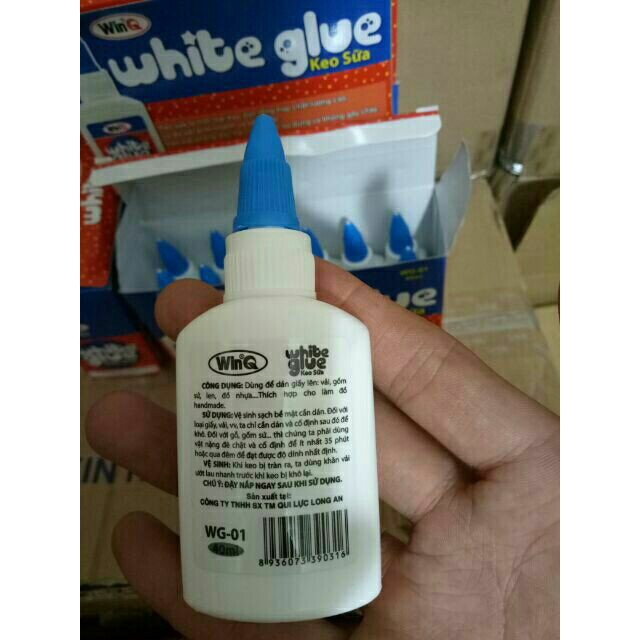 WinQ
white glue
Keo Sữa
WinQ
white
glue
WG-01
WinQ
white
glue
Keo Sữa
CÔNG DỤNG: Dùng để dán giấy lên: vải, gốm
sứ, len, đồ nhựa...Thích hợp cho làm đồ
handmade.
SỬ DỤNG: Vệ sinh sạch bề mặt cần dán. Đối với
loại giấy, vải, vv, ta chỉ cần dán và cố định sau đó để
khô. Đối với gỗ, gốm sứ... thì chúng ta phải dùng
vật nặng đè chặt và cố định để ít nhất 35 phút
hoặc qua đêm để đạt được độ dính nhất định.
VỆ SINH: Khi keo bị tràn ra, ta dùng khăn vải
ướt lau nhanh trước khi keo bị khô lại.
CHÚ Ý: ĐẬY NẮP NGAY SAU KHI SỬ DỤNG.
Sản xuất tại:
CÔNG TY TNHH SX TM QUI LỰC LONG AN
WG-01
40ml
8 936073 390316